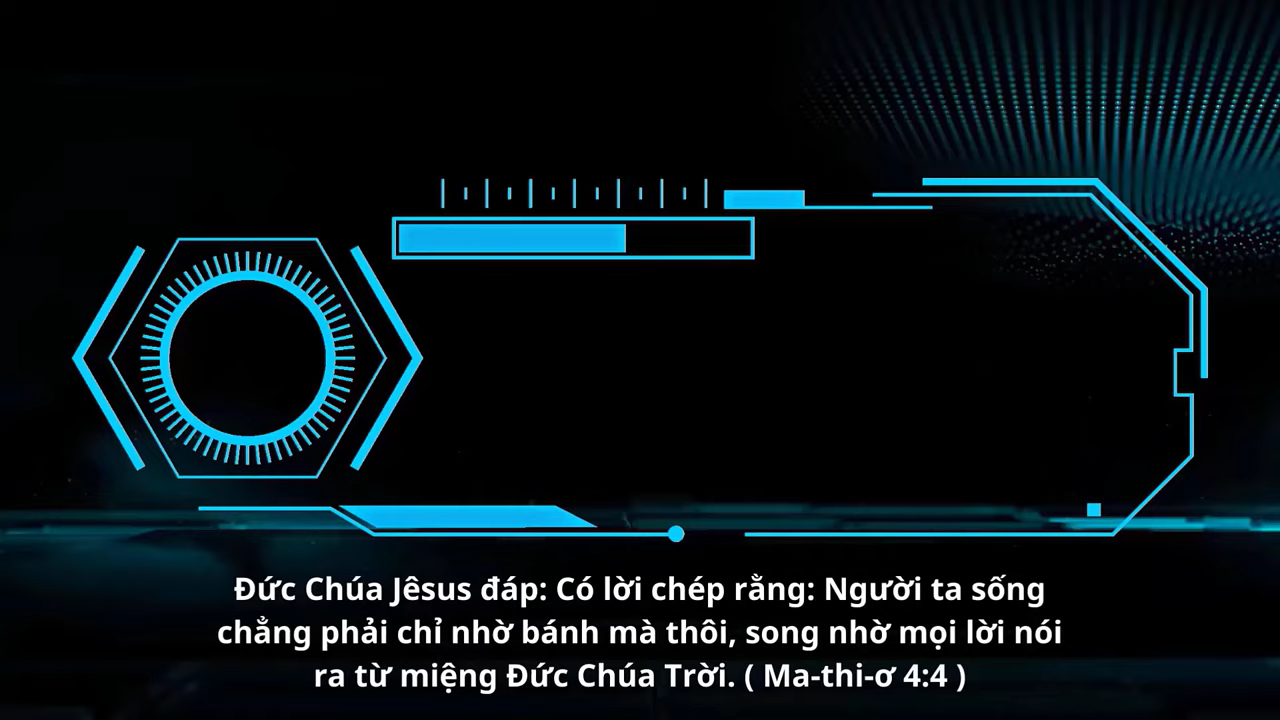 Đức Chúa Jêsus đáp: Có lời chép rằng: Người ta sống
chẳng phải chỉ nhờ bánh mà thôi, song nhờ mọi lời nói
ra từ miệng Đức Chúa Trời. ( Ma-thi-ơ 4:4 )